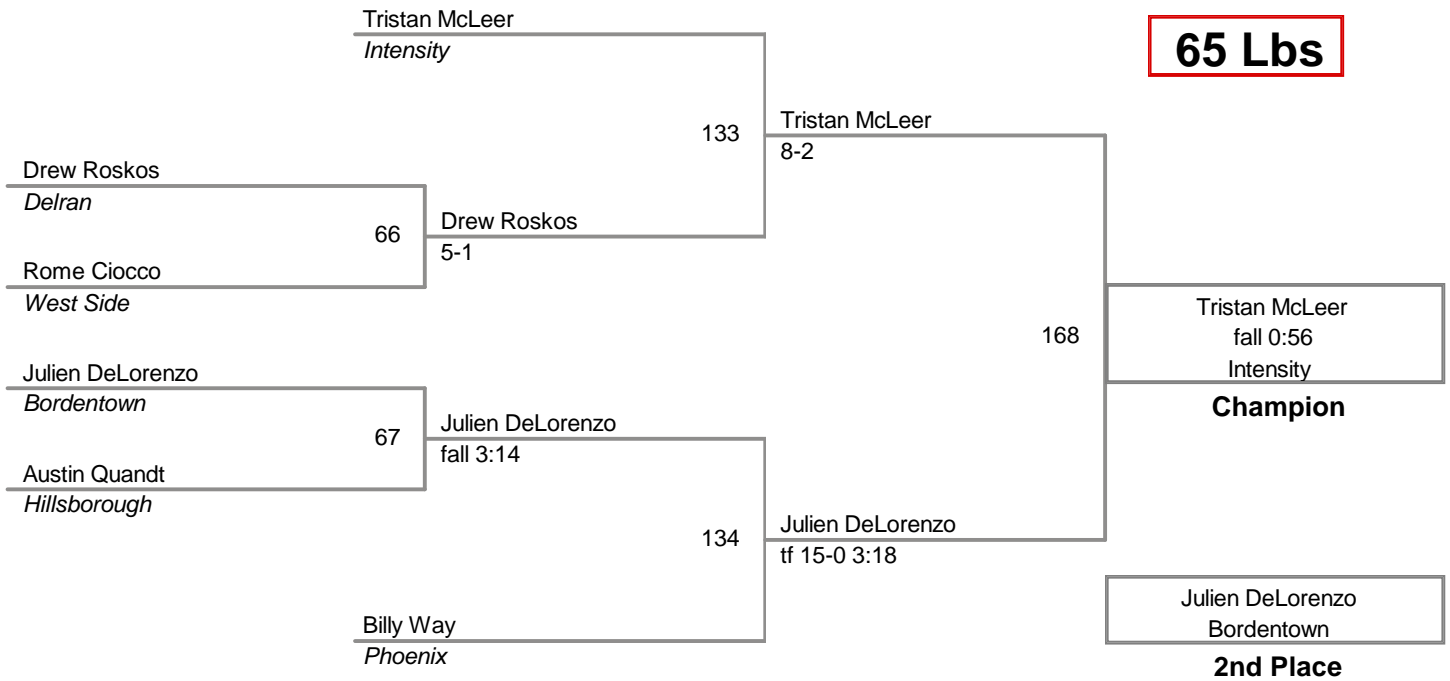 Tristan McLeer
Intensity
65 Lbs
133
Tristan McLeer
8-2
Drew Roskos
Delran
66
Drew Roskos
5-1
Rome Ciocco
West Side
168
Tristan McLeer
fall 0:56
Intensity
Champion
Julien DeLorenzo
Bordentown
67
Julien DeLorenzo
fall 3:14
Austin Quandt
Hillsborough
134
Julien DeLorenzo
tf 15-0 3:18
Billy Way
Phoenix
Julien DeLorenzo
Bordentown
2nd Place